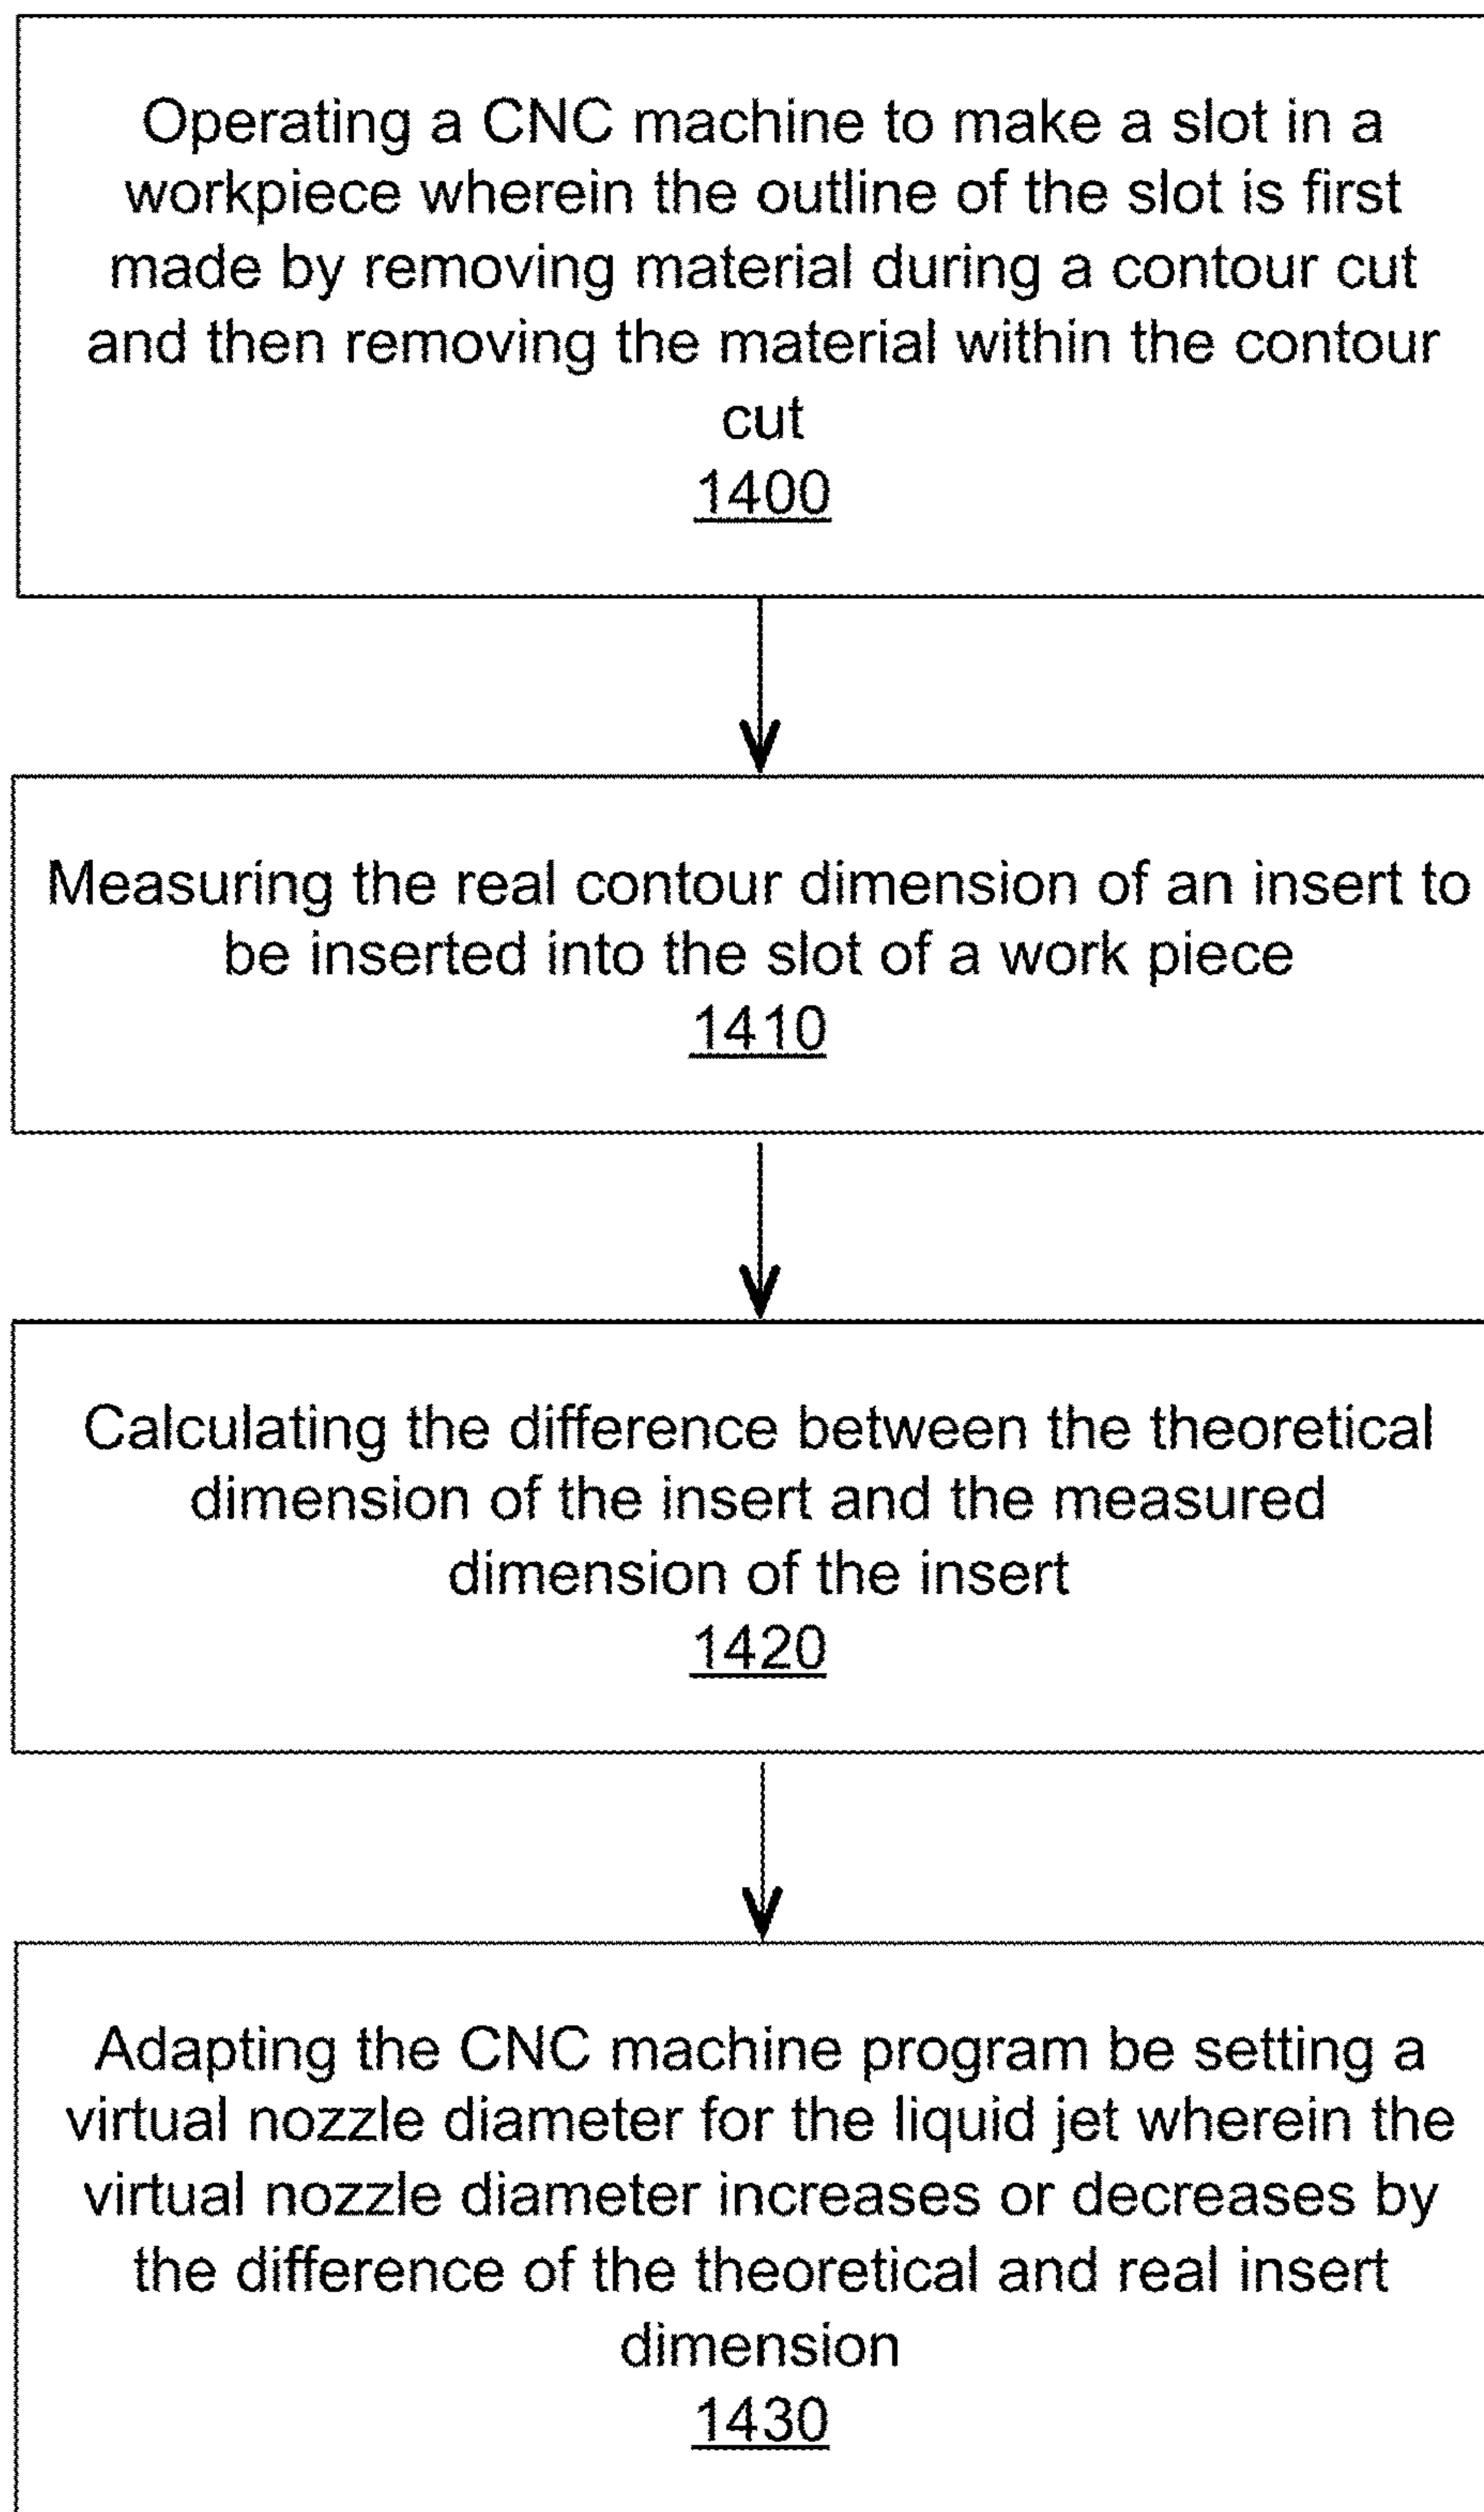 Operating a CNC machine to make a slot in a
workpiece wherein the outline of the slot is first
made by removing material during a contour cut
and then removing the material within the contour
cut
1400
Measuring the real contour dimension of an insert to
be inserted into the slot of a work piece
1410
Calculating the difference between the theoretical
dimension of the insert and the measured
dimension of the insert
1420
Adapting the CNC machine program be setting a
virtual nozzle diameter for the liquid jet wherein the
virtual nozzle diameter increases or decreases by
the difference of the theoretical and real insert
dimension
1430